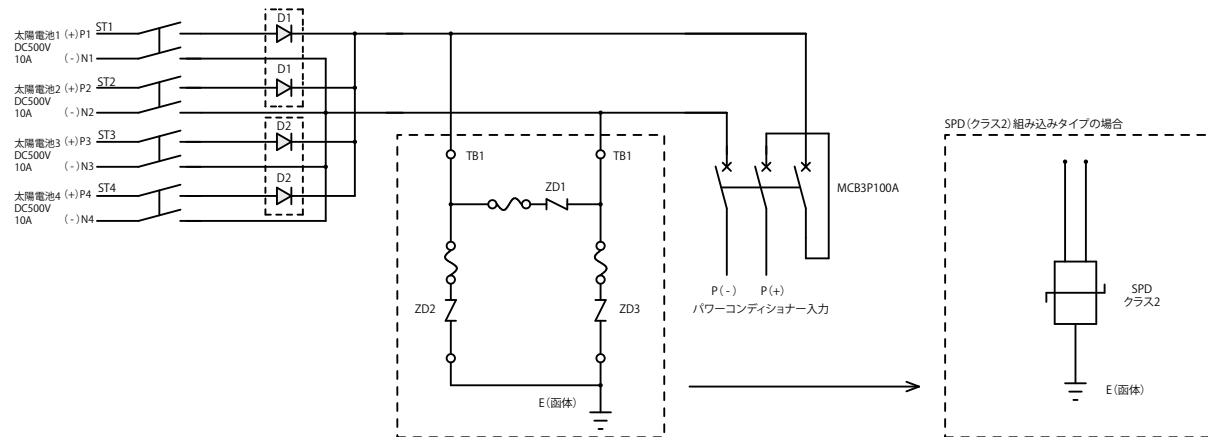 太陽電池1 (+)P1 ST1
DC500V
10A (-)N1
太陽電池2 (+)P2 ST2
DC500V
10A (-)N2
太陽電池3 (+)P3 ST3
DC500V
10A (-)N3
太陽電池4 (+)P4 ST4
DC500V
10A (-)N4
D1
D1
D2
D2
TB1
TB1
ZD1
ZD2
ZD3
E(函体)
MCB3P100A
P(-) P(+)
パワーコンディショナー入力
SPD(クラス2)組み込みタイプの場合
SPD
クラス2
E(函体)